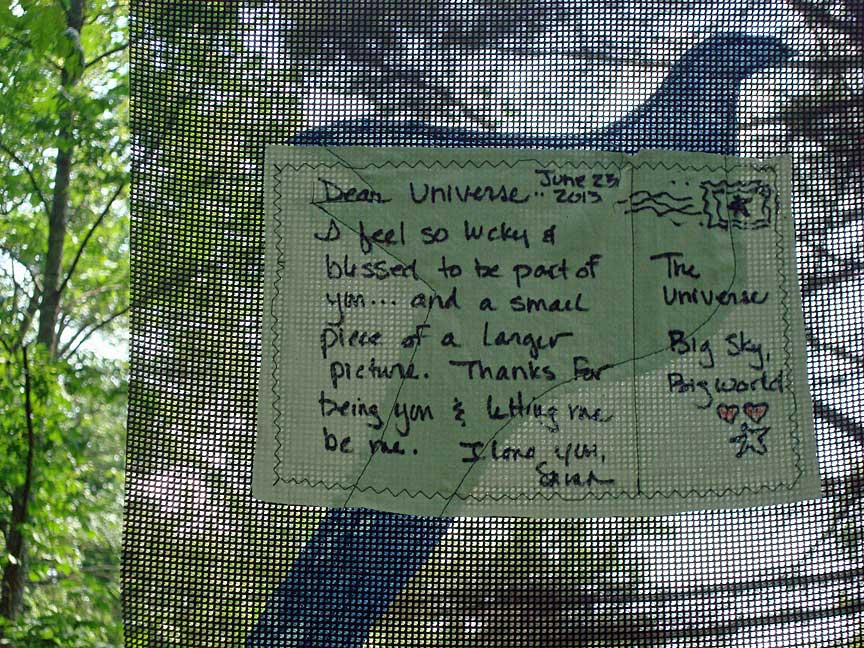 Dear Universe..
June 23,
2013
I feel so lucky &
blessed to be part of
you... and a small
piece of a larger
picture. Thanks for
being you & letting me
be me. I love you,
Sarah
The
Universe
Big Sky,
Big World